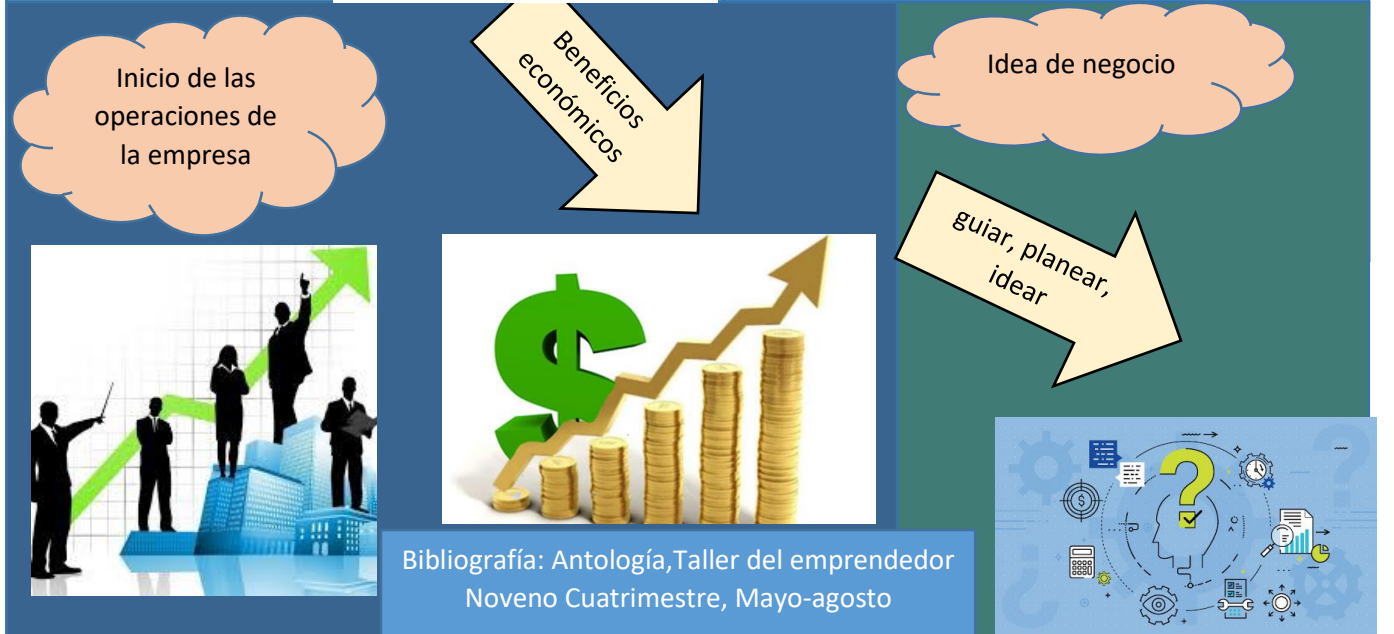 Inicio de las
operaciones de
la empresa
Beneficios
económicos
Idea de negocio
guiar, planear,
idear
Bibliografía: Antología,Taller del emprendedor
Noveno Cuatrimestre, Mayo-agosto